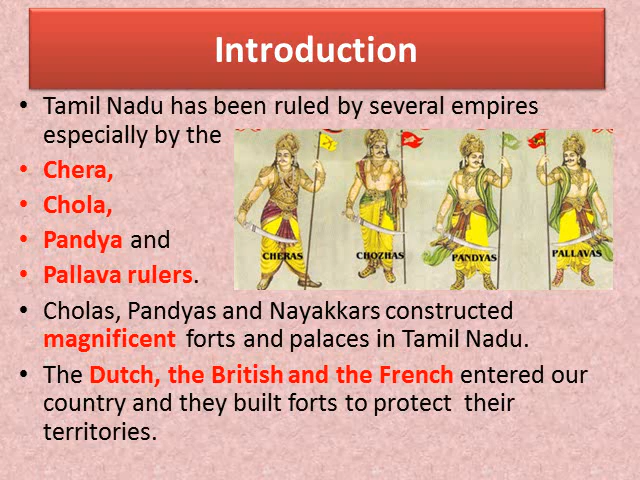 Introduction
• Tamil Nadu has been ruled by several empires
especially by the
• Chera,
• Chola,
• Pandya and
• Pallava rulers.
CHERAS
CHOZHAS
PANDYAS
PALLAVAS
• Cholas, Pandyas and Nayakkars constructed
magnificent forts and palaces in Tamil Nadu.
• The Dutch, the British and the French entered our
country and they built forts to protect their
territories.